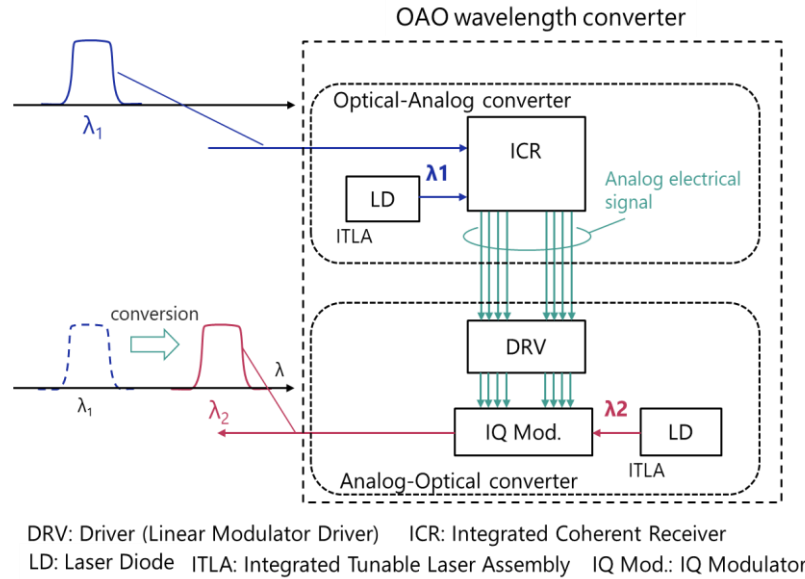 OAO wavelength converter
Optical-Analog converter
λ₁
ICR
λ1
Analog electrical
signal
LD
ITLA
conversion
DRV
λ
λ₁
λ₂
λ2
IQ Mod.
LD
ITLA
Analog-Optical converter
DRV: Driver (Linear Modulator Driver) ICR: Integrated Coherent Receiver
LD: Laser Diode ITLA: Integrated Tunable Laser Assembly IQ Mod.: IQ Modulator